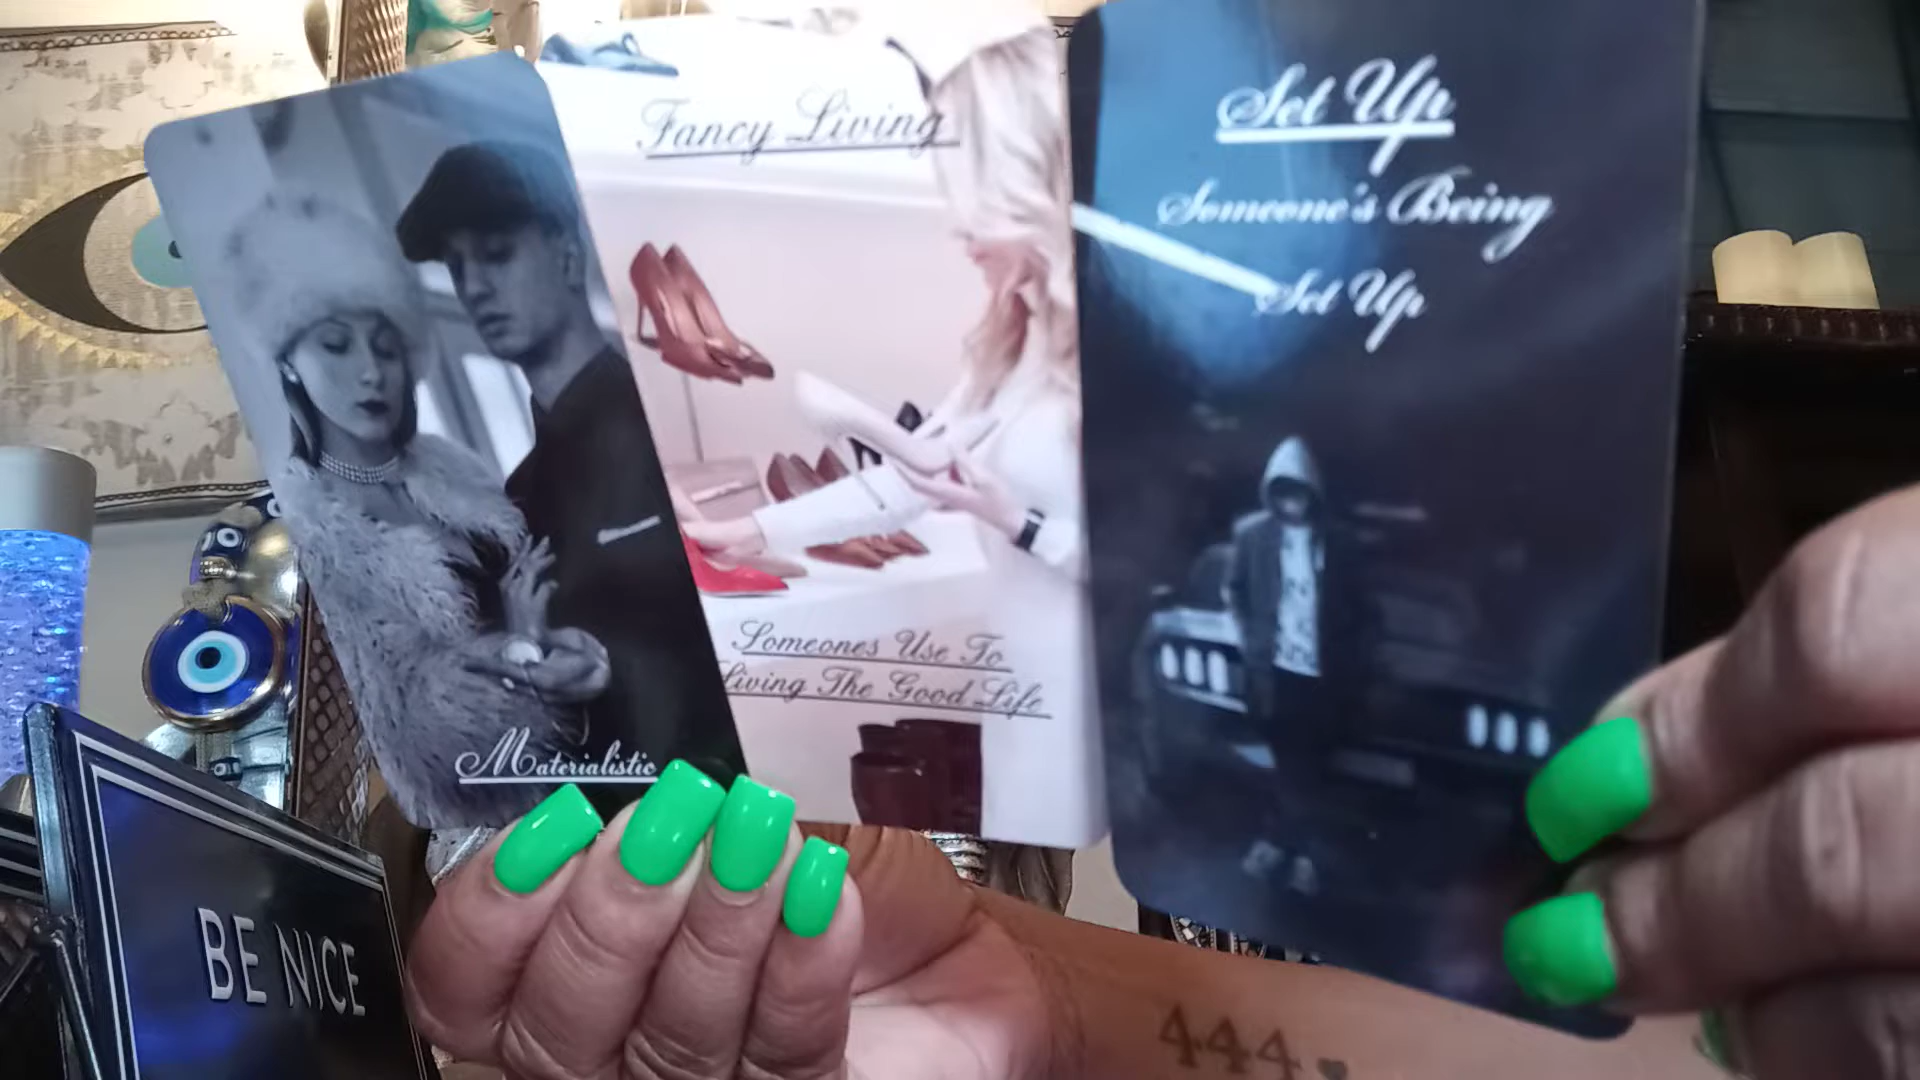 Materialistic
Fancy Living
Someones Use To
Living The Good Life
Set Up
Someone's Being
Set Up
BE NICE
444